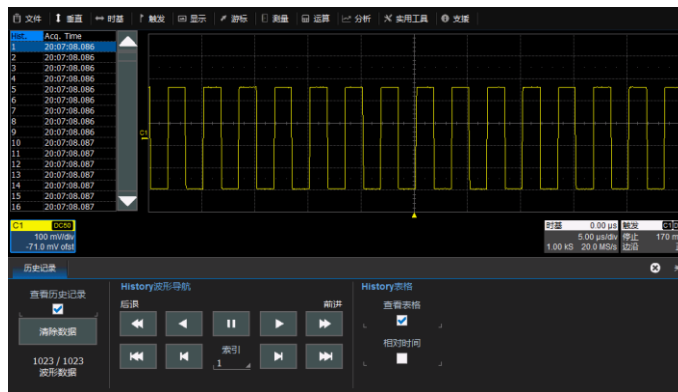 文件 垂直 时基 触发 显示 游标 测量 运算 分析 实用工具 支援
Hist. Acq. Time
1 20:07:08.086
2 20:07:08.086
3 20:07:08.086
4 20:07:08.086
5 20:07:08.086
6 20:07:08.086
7 20:07:08.086
8 20:07:08.086
9 20:07:08.086
10 20:07:08.087
11 20:07:08.087
12 20:07:08.087
13 20:07:08.087
14 20:07:08.087
15 20:07:08.087
16 20:07:08.087
C1
C1 DC50
100 mV/div
-71.0 mV ofst
时基 0.00 µs
5.00 µs/div
1.00 kS 20.0 MS/s
触发 C1
停止 170 m
边沿
历史记录
查看历史记录
清除数据
1023 / 1023
波形数据
History波形导航
后退 前进
索引
1
History表格
查看表格
相对时间